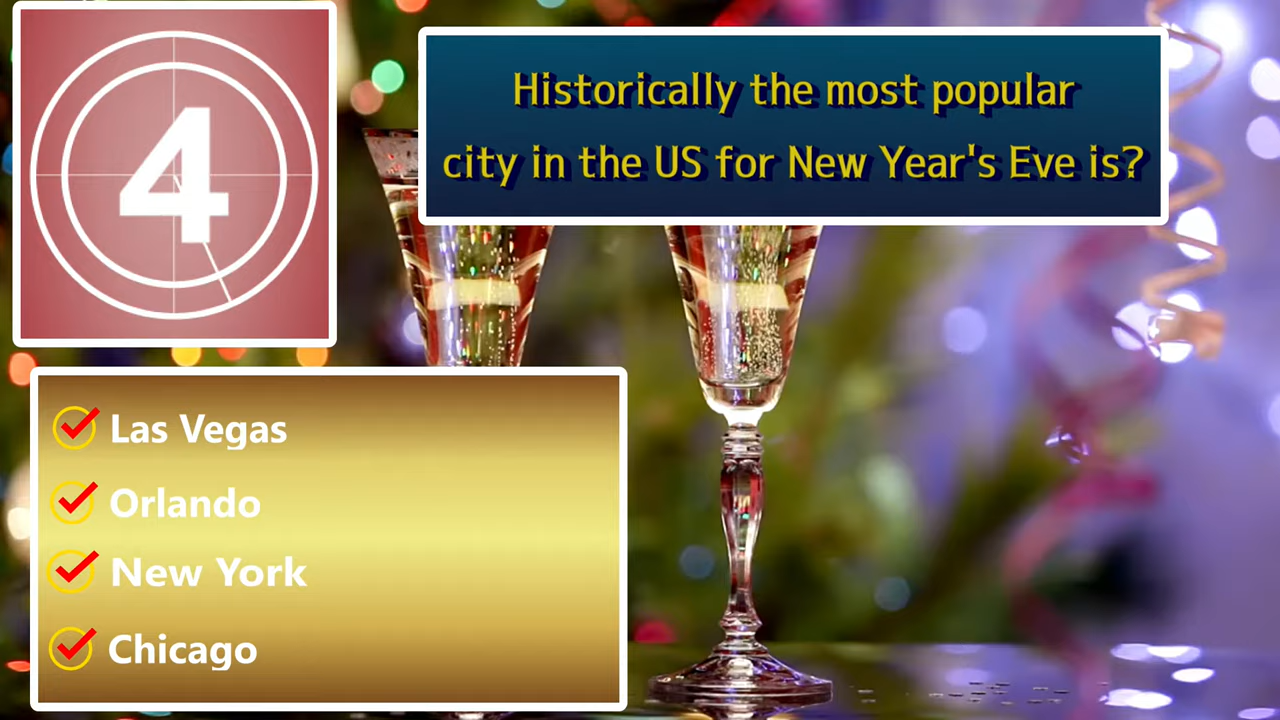 4
Historically the most popular
city in the US for New Year's Eve is?
Las Vegas
Orlando
New York
Chicago